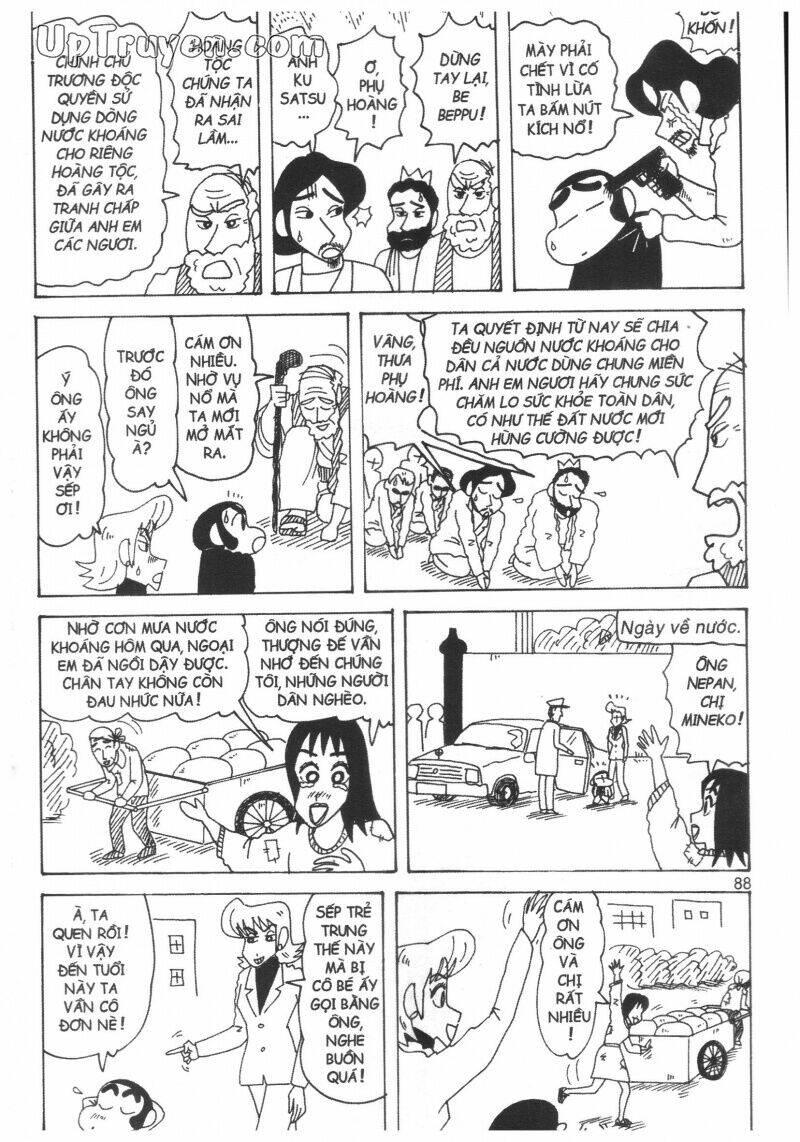 UpTruyen.com
KHỐN!
MÀY PHẢI
CHẾT VÌ CỐ
TÌNH LỪA
TA BẤM NÚT
KÍCH NỔ!
DỪNG
TAY LẠI,
BE
BEPPU!
Ơ,
PHỤ
HOÀNG!
ANH
KU
SATSU
...
HOÀNG
TỘC
CHÚNG TA
ĐÃ NHẬN
RA SAI
LẦM...
CHÍNH CHỦ
TRƯƠNG ĐỘC
QUYỀN SỬ
DỤNG DÒNG
NƯỚC KHOÁNG
CHO RIÊNG
HOÀNG TỘC,
ĐÃ GÂY RA
TRANH CHẤP
GIỮA ANH EM
CÁC NGƯƠI.
TA QUYẾT ĐỊNH TỪ NAY SẼ CHIA
ĐỀU NGUỒN NƯỚC KHOÁNG CHO
DÂN CẢ NƯỚC DÙNG CHUNG MIỄN
PHÍ. ANH EM NGƯƠI HÃY CHUNG SỨC
CHĂM LO SỨC KHỎE TOÀN DÂN,
CÓ NHƯ THẾ ĐẤT NƯỚC MỚI
HÙNG CƯỜNG ĐƯỢC!
VÂNG,
THƯA
PHỤ
HOÀNG!
CÁM ƠN
NHIỀU.
NHỜ VỤ
NỔ MÀ
TA MỚI
MỞ MẮT
RA.
TRƯỚC
ĐÓ
ÔNG
SAY
NGỦ
À?
Ý
ÔNG
ẤY
KHÔNG
PHẢI
VẬY
SẾP
ƠI!
Ngày về nước.
ÔNG
NEPAN,
CHỊ
MINEKO!
ÔNG NÓI ĐÚNG,
THƯỢNG ĐẾ VẪN
NHỚ ĐẾN CHÚNG
TÔI, NHỮNG NGƯỜI
DÂN NGHÈO.
NHỜ CƠN MƯA NƯỚC
KHOÁNG HÔM QUA, NGOẠI
EM ĐÃ NGỒI DẬY ĐƯỢC.
CHÂN TAY KHÔNG CÒN
ĐAU NHỨC NỮA!
88
CÁM
ƠN
ÔNG
VÀ
CHỊ
RẤT
NHIỀU
!
SẾP TRẺ
TRUNG
THẾ NÀY
MÀ BỊ
CÔ BÉ ẤY
GỌI BẰNG
ÔNG,
NGHE
BUỒN
QUÁ!
À, TA
QUEN RỒI!
VÌ VẬY
ĐẾN TUỔI
NÀY TA
VẪN CÔ
ĐƠN NÈ!